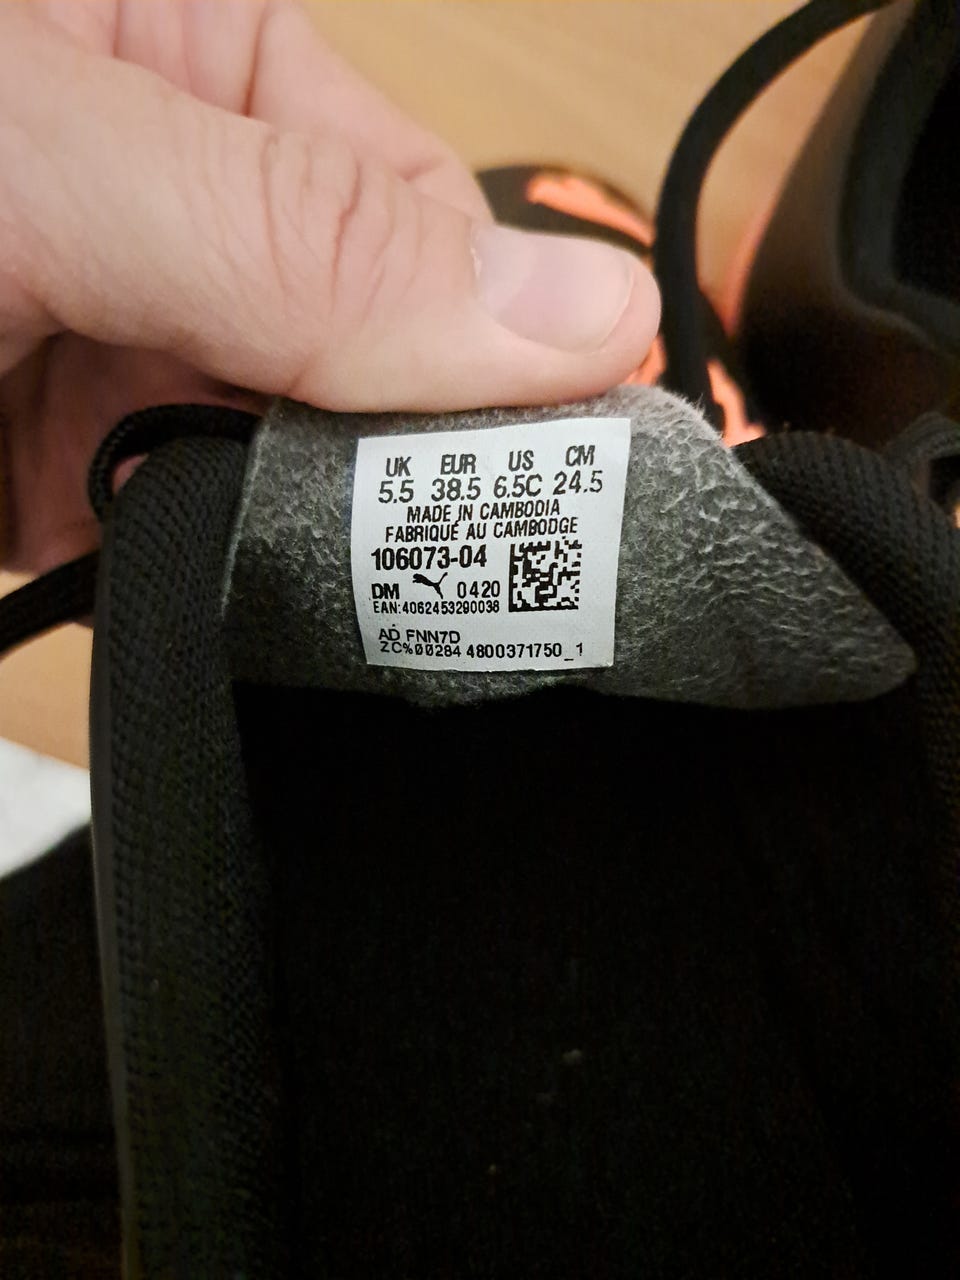 UK EUR US CM
5.5 38.5 6.5C 24.5
MADE IN CAMBODIA
FABRIQUÉ AU CAMBODGE
106073-04
DM 0420
EAN:4062453290038
AD FNN7D
ZC%00284 4800371750_1